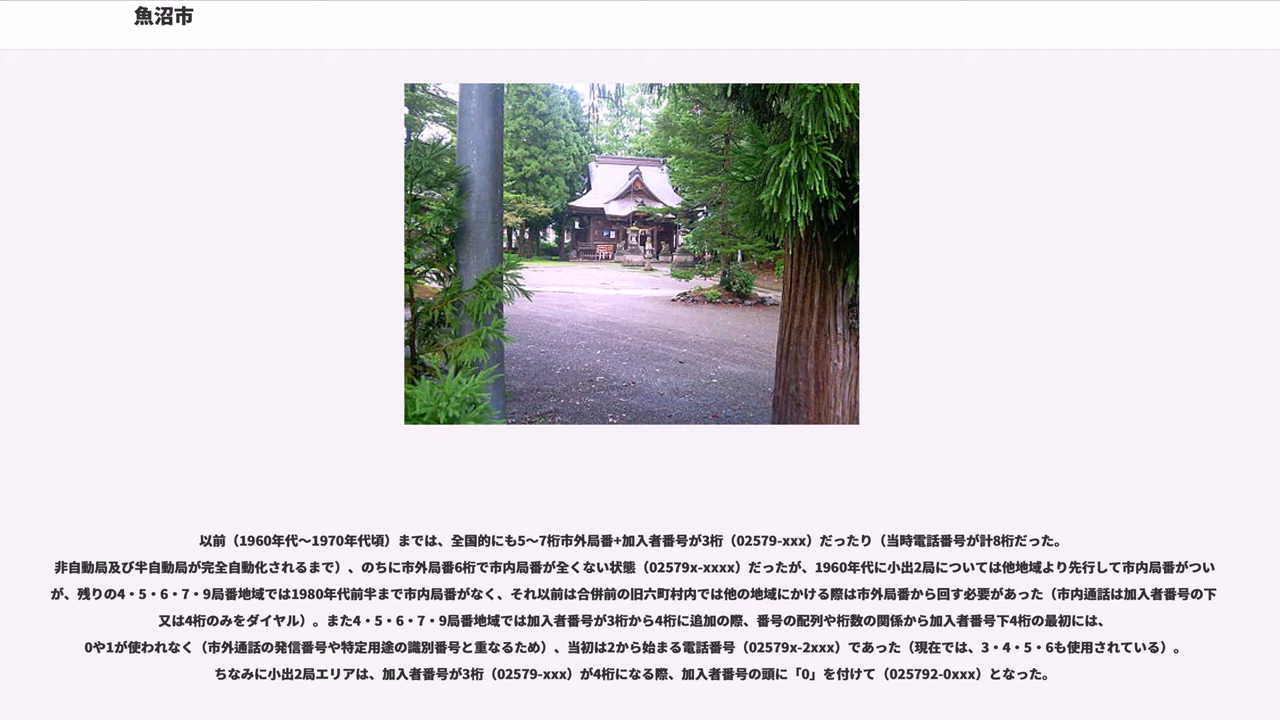 魚沼市
以前（1960年代〜1970年代頃）までは、全国的にも5〜7桁市外局番+加入者番号が3桁（02579-xxx）だったり（当時電話番号が計8桁だった。
非自動局及び半自動局が完全自動化されるまで）、のちに市外局番6桁で市内局番が全くない状態（02579x-xxxx）だったが、1960年代に小出2局については他地域より先行して市内局番がつい
が、残りの4・5・6・7・9局番地域では1980年代前半まで市内局番がなく、それ以前は合併前の旧六町村内では他の地域にかける際は市外局番から回す必要があった（市内通話は加入者番号の下
又は4桁のみをダイヤル）。また4・5・6・7・9局番地域では加入者番号が3桁から4桁に追加の際、番号の配列や桁数の関係から加入者番号下4桁の最初には、
0や1が使われなく（市外通話の発信番号や特定用途の識別番号と重なるため）、当初は2から始まる電話番号（02579x-2xxx）であった（現在では、3・4・5・6も使用されている）。
ちなみに小出2局エリアは、加入者番号が3桁（02579-xxx）が4桁になる際、加入者番号の頭に「0」を付けて（025792-0xxx）となった。